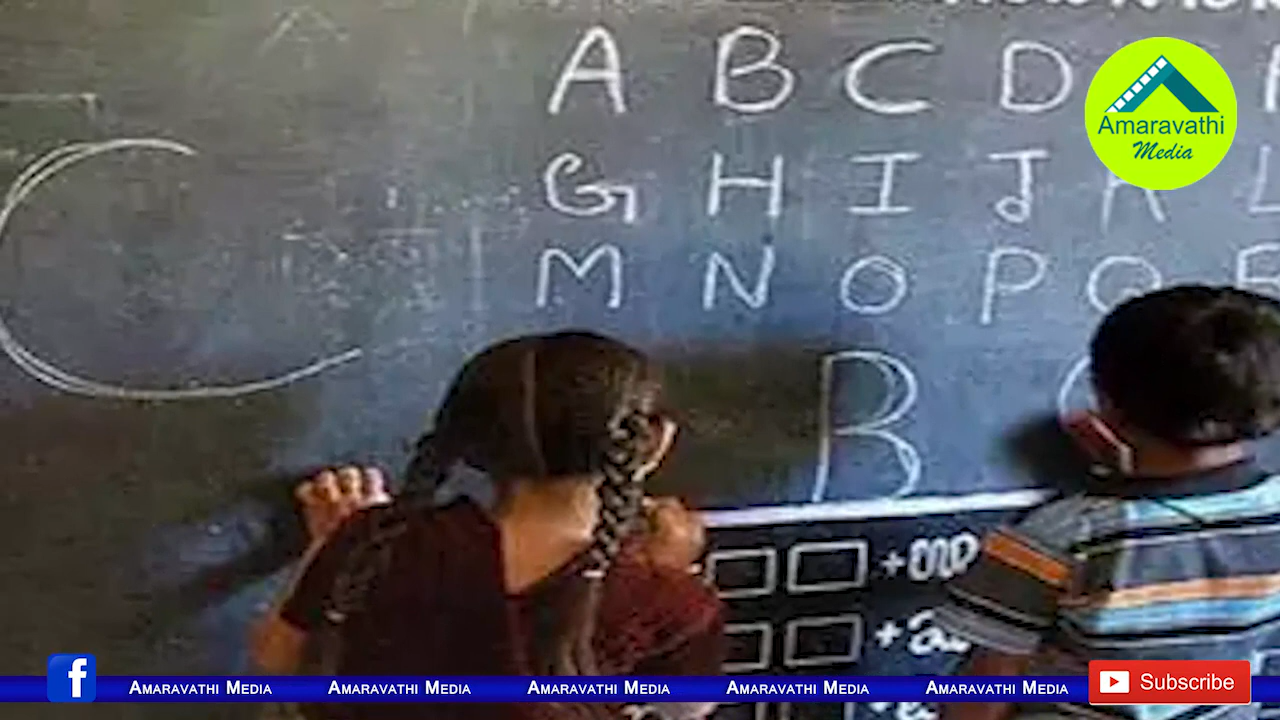 A B C D
G H I J K L
M N O P Q R
C
B
Amaravathi
Media
f
AMARAVATHI MEDIA AMARAVATHI MEDIA AMARAVATHI MEDIA AMARAVATHI MEDIA AMARAVATHI MEDIA
Subscribe